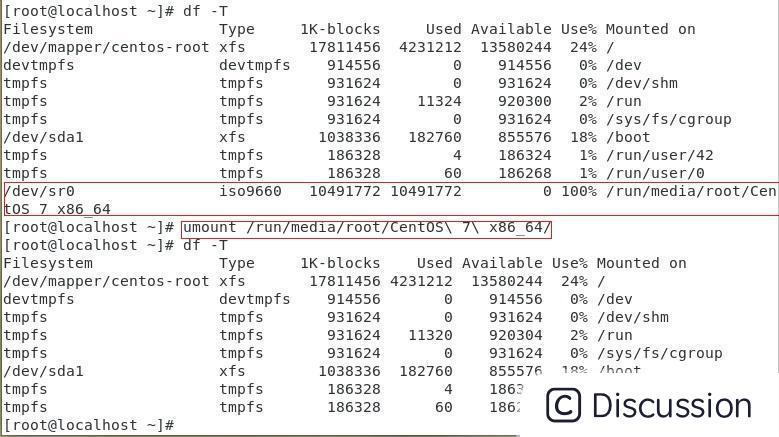 [root@localhost ~]# df -T
Filesystem Type 1K-blocks Used Available Use% Mounted on
/dev/mapper/centos-root xfs 17811456 4231212 13580244 24% /
devtmpfs devtmpfs 914556 0 914556 0% /dev
tmpfs tmpfs 931624 0 931624 0% /dev/shm
tmpfs tmpfs 931624 11324 920300 2% /run
tmpfs tmpfs 931624 0 931624 0% /sys/fs/cgroup
/dev/sda1 xfs 1038336 182760 855576 18% /boot
tmpfs tmpfs 186328 4 186324 1% /run/user/42
tmpfs tmpfs 186328 60 186268 1% /run/user/0
/dev/sr0 iso9660 10491772 10491772 0 100% /run/media/root/Cen
tOS 7 x86_64
[root@localhost ~]# umount /run/media/root/CentOS\ 7\ x86_64/
[root@localhost ~]# df -T
Filesystem Type 1K-blocks Used Available Use% Mounted on
/dev/mapper/centos-root xfs 17811456 4231212 13580244 24% /
devtmpfs devtmpfs 914556 0 914556 0% /dev
tmpfs tmpfs 931624 0 931624 0% /dev/shm
tmpfs tmpfs 931624 11320 920304 2% /run
tmpfs tmpfs 931624 0 931624 0% /sys/fs/cgroup
/dev/sda1 xfs 1038336 182760 855576 18% /boot
tmpfs tmpfs 186328 4
tmpfs tmpfs 186328 60
[root@localhost ~]#
C Discussion